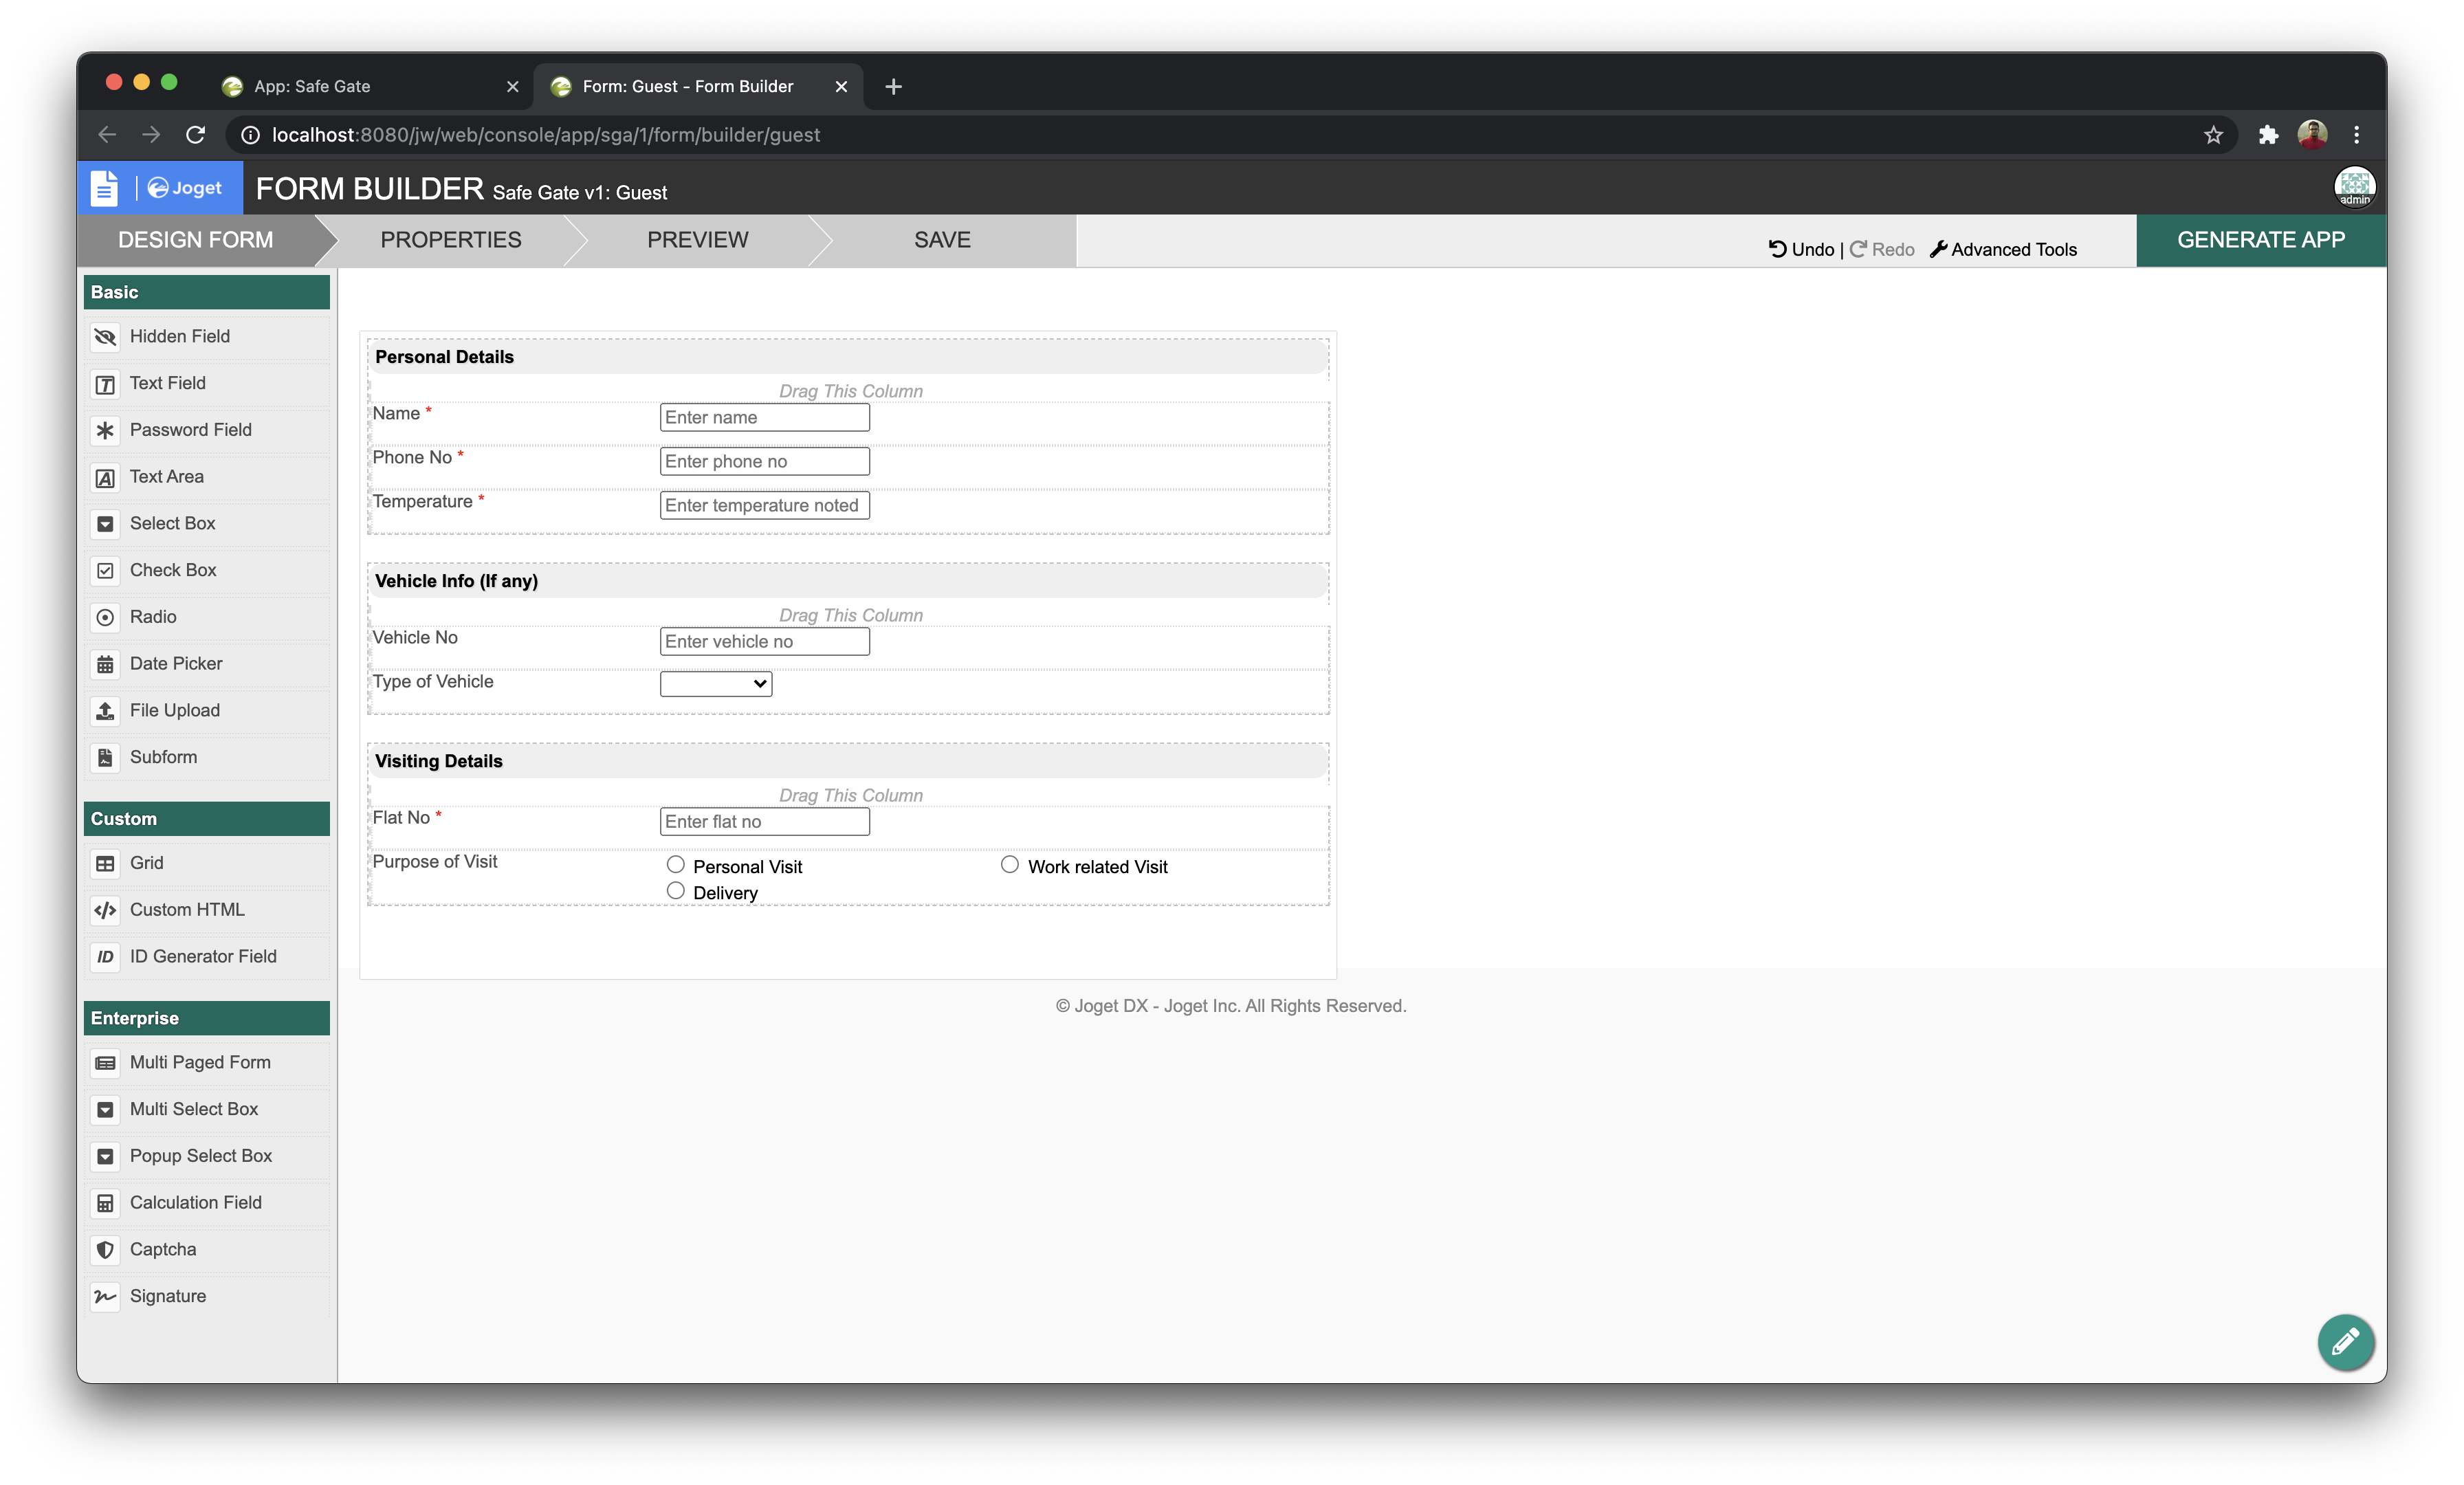 App: Safe Gate
Form: Guest - Form Builder
localhost:8080/jw/web/console/app/sga/1/form/builder/guest
Joget
FORM BUILDER Safe Gate v1: Guest
admin
DESIGN FORM
PROPERTIES
PREVIEW
SAVE
Undo | Redo
Advanced Tools
GENERATE APP
Basic
Hidden Field
Text Field
Password Field
Text Area
Select Box
Check Box
Radio
Date Picker
File Upload
Subform
Custom
Grid
Custom HTML
ID Generator Field
Enterprise
Multi Paged Form
Multi Select Box
Popup Select Box
Calculation Field
Captcha
Signature
Personal Details
Drag This Column
Name * Enter name
Phone No * Enter phone no
Temperature * Enter temperature noted
Vehicle Info (If any)
Drag This Column
Vehicle No Enter vehicle no
Type of Vehicle
Visiting Details
Drag This Column
Flat No * Enter flat no
Purpose of Visit Personal Visit Work related Visit
Delivery
© Joget DX - Joget Inc. All Rights Reserved.